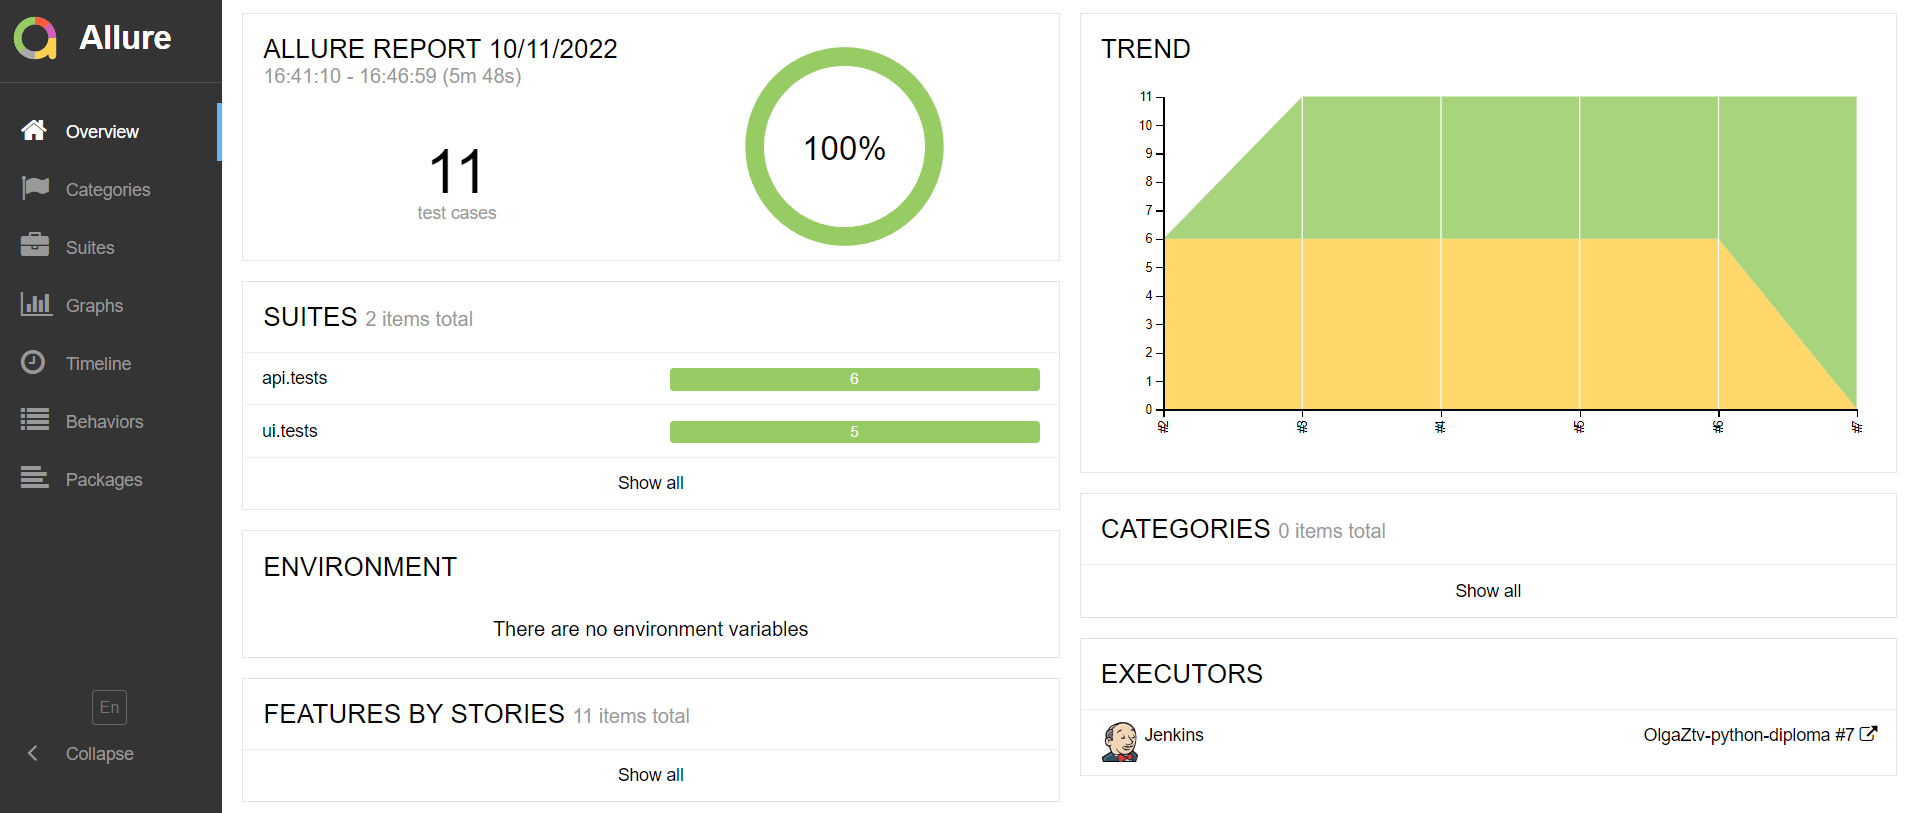 Allure
Overview
Categories
Suites
Graphs
Timeline
Behaviors
Packages
En
Collapse
ALLURE REPORT 10/11/2022
16:41:10 - 16:46:59 (5m 48s)
11
test cases
100%
SUITES 2 items total
api.tests 6
ui.tests 5
Show all
ENVIRONMENT
There are no environment variables
FEATURES BY STORIES 11 items total
Show all
TREND
11
10
9
8
7
6
5
4
3
2
1
0
#2 #3 #4 #5 #6 #7
CATEGORIES 0 items total
Show all
EXECUTORS
Jenkins OlgaZtv-python-diploma #7